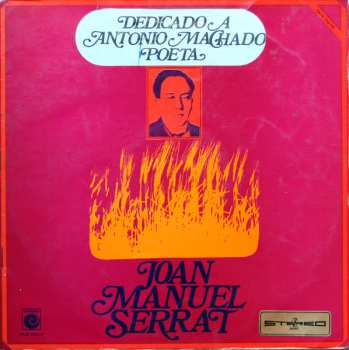 DEDICADO A
ANTONIO MACHADO
POETA
JOAN
MANUEL
SERRAT
STEREO